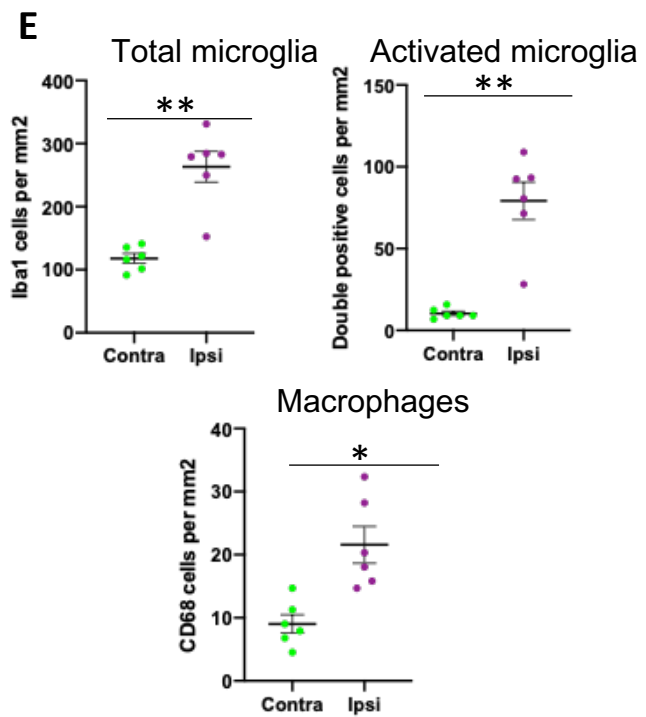 E
Total microglia
Activated microglia
Iba1 cells per mm2
400
300
200
100
0
**
Contra Ipsi
Double positive cells per mm2
150
100
50
0
**
Contra Ipsi
Macrophages
CD68 cells per mm2
40
30
20
10
0
*
Contra Ipsi